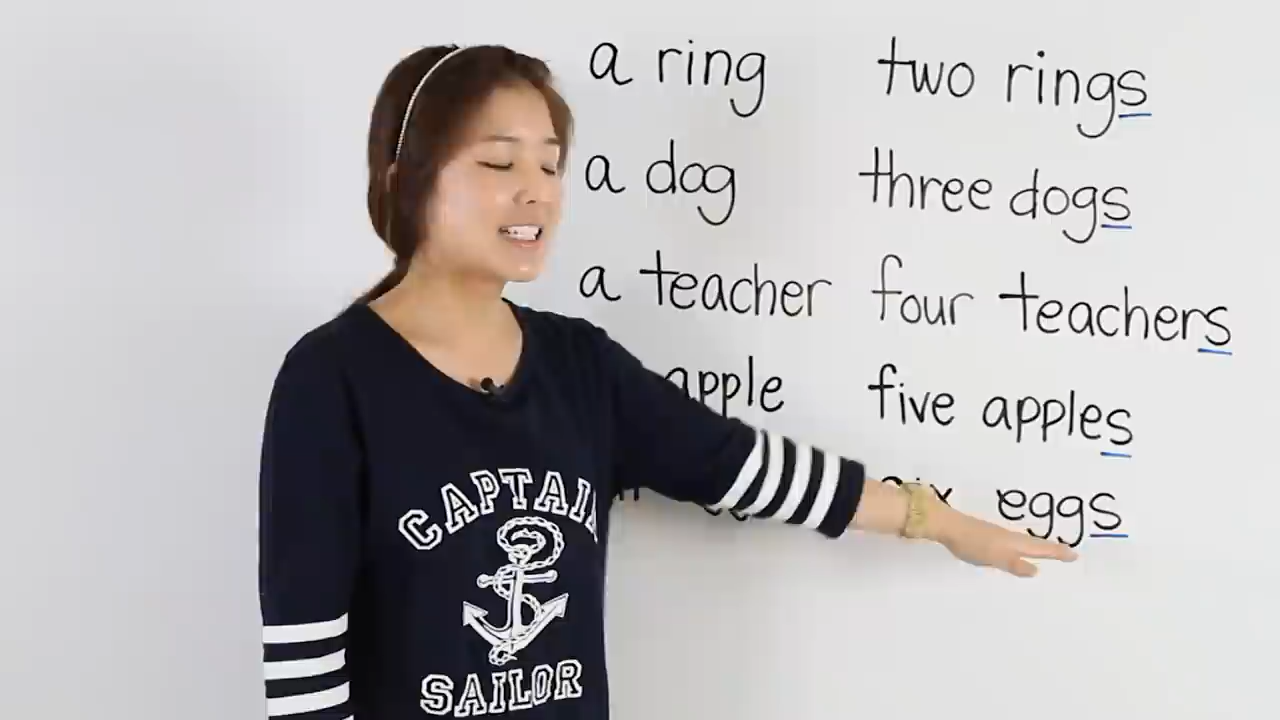 a ring two rings
a dog three dogs
a teacher four teachers
apple five apples
eggs
CAPTAIN
SAILOR